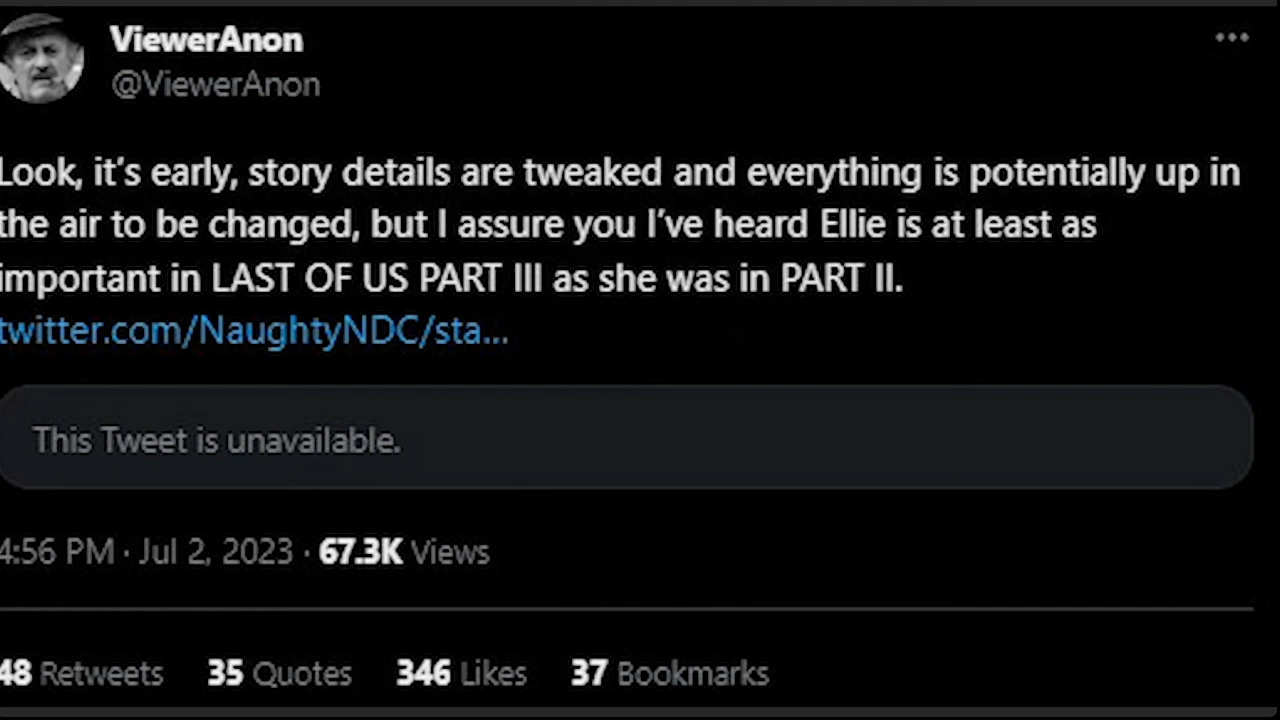 ViewerAnon
@ViewerAnon
Look, it's early, story details are tweaked and everything is potentially up in
the air to be changed, but I assure you I've heard Ellie is at least as
important in LAST OF US PART III as she was in PART II.
twitter.com/NaughtyNDC/sta...
This Tweet is unavailable.
4:56 PM · Jul 2, 2023 · 67.3K Views
48 Retweets 35 Quotes 346 Likes 37 Bookmarks